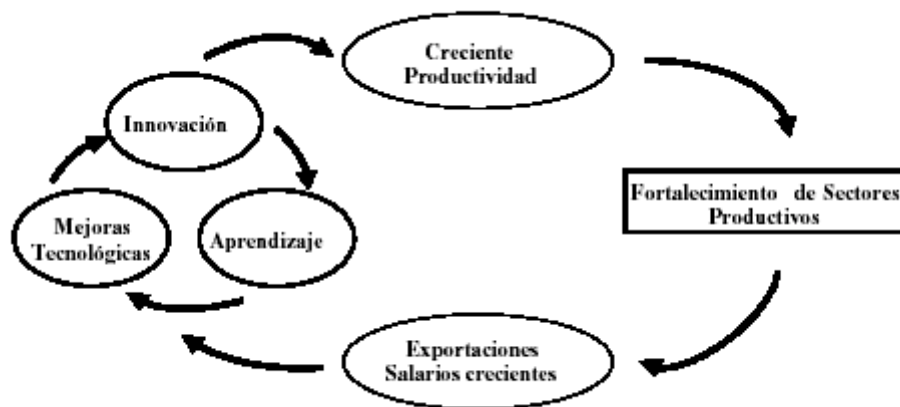 Creciente
Productividad
Innovación
Fortalecimiento de Sectores
Productivos
Mejoras
Tecnológicas
Aprendizaje
Exportaciones
Salarios crecientes